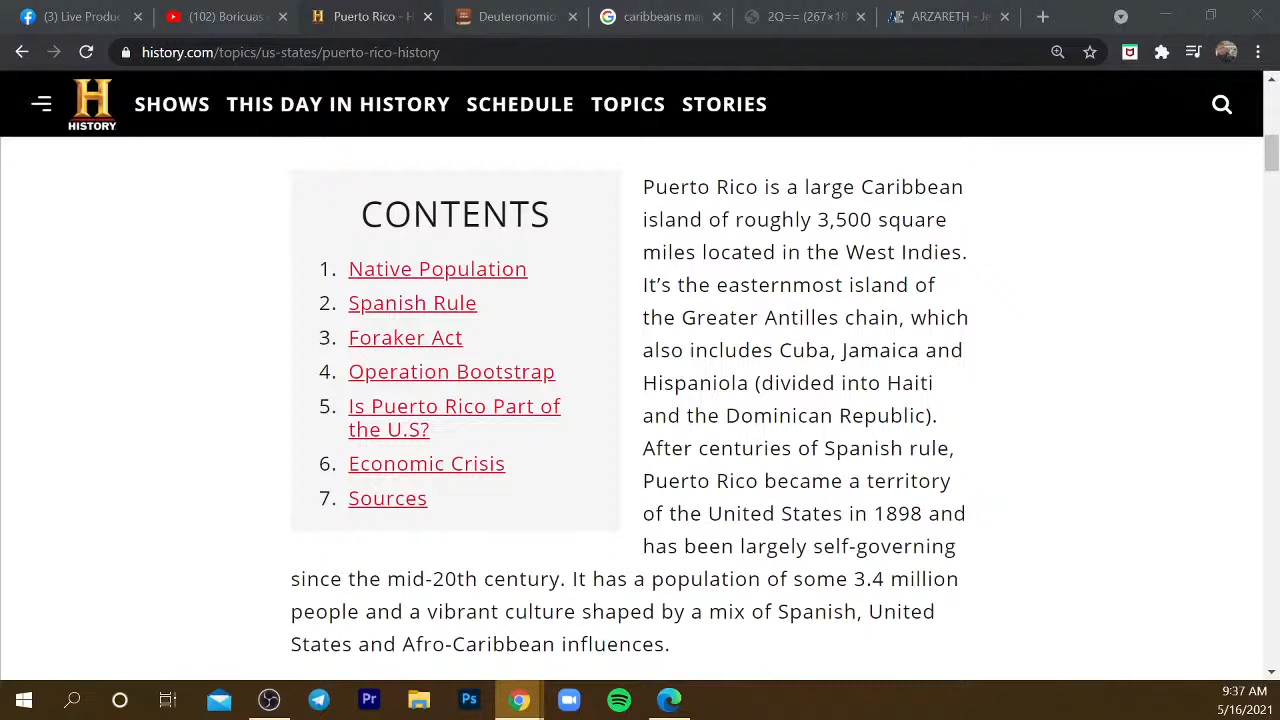 (3) Live Produc
(102) Boricuas
Puerto Rico - H
Deuteronomio
caribbeans ma
2Q== (267×18
ARZARETH - Je
history.com/topics/us-states/puerto-rico-history
H
HISTORY
SHOWS THIS DAY IN HISTORY SCHEDULE TOPICS STORIES
CONTENTS
1. Native Population
2. Spanish Rule
3. Foraker Act
4. Operation Bootstrap
5. Is Puerto Rico Part of
the U.S?
6. Economic Crisis
7. Sources
Puerto Rico is a large Caribbean
island of roughly 3,500 square
miles located in the West Indies.
It’s the easternmost island of
the Greater Antilles chain, which
also includes Cuba, Jamaica and
Hispaniola (divided into Haiti
and the Dominican Republic).
After centuries of Spanish rule,
Puerto Rico became a territory
of the United States in 1898 and
has been largely self-governing
since the mid-20th century. It has a population of some 3.4 million
people and a vibrant culture shaped by a mix of Spanish, United
States and Afro-Caribbean influences.
Pr
Ps
9:37 AM
5/16/2021